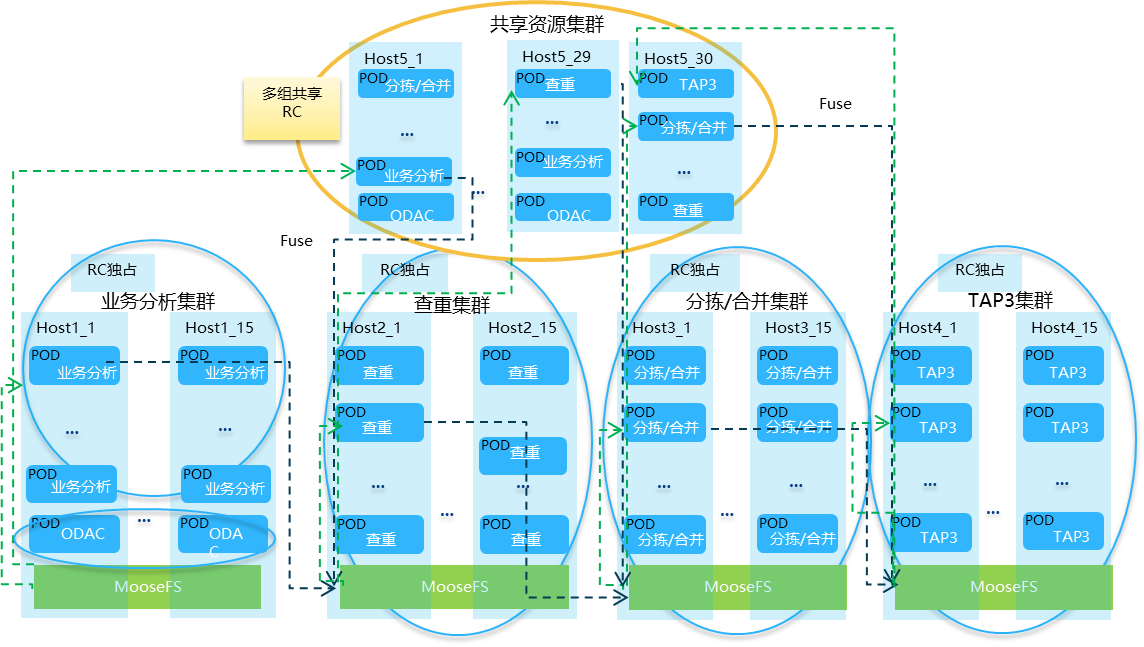 共享资源集群
多组共享
RC
Host5_1
POD
分拣/合并
...
POD
业务分析
POD
ODAC
...
Host5_29
POD
查重
...
POD
业务分析
POD
ODAC
Host5_30
POD
TAP3
POD
分拣/合并
...
POD
查重
Fuse
Fuse
RC独占
业务分析集群
Host1_1
POD
业务分析
...
POD
业务分析
POD
ODAC
...
Host1_15
POD
业务分析
...
POD
业务分析
POD
ODA
C
MooseFS
RC独占
查重集群
Host2_1
POD
查重
POD
查重
...
POD
查重
...
Host2_15
POD
查重
POD
查重
...
POD
查重
MooseFS
RC独占
分拣/合并集群
Host3_1
POD
分拣/合并
POD
分拣/合并
...
POD
分拣/合并
...
Host3_15
POD
分拣/合并
POD
分拣/合并
...
POD
分拣/合并
MooseFS
RC独占
TAP3集群
Host4_1
POD
TAP3
POD
TAP3
...
POD
TAP3
...
Host4_15
POD
TAP3
POD
TAP3
...
POD
TAP3
MooseFS